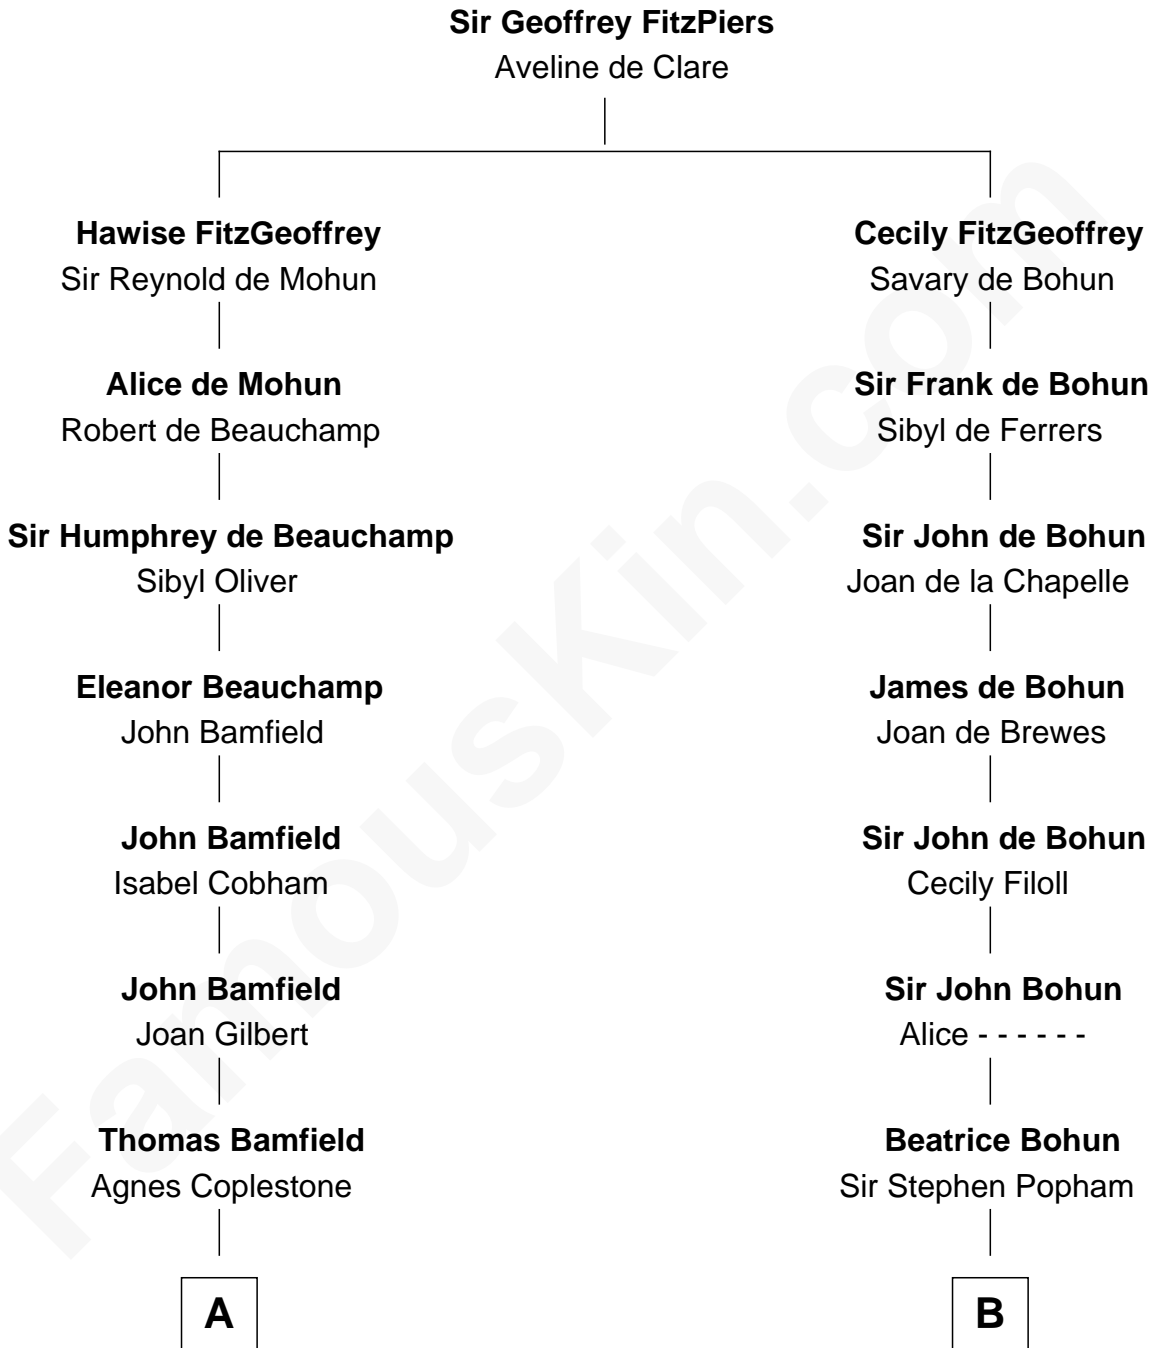 Sir Geoffrey FitzPiers
Aveline de Clare
Hawise FitzGeoffrey
Sir Reynold de Mohun
Cecily FitzGeoffrey
Savary de Bohun
Alice de Mohun
Robert de Beauchamp
Sir Frank de Bohun
Sibyl de Ferrers
Sir Humphrey de Beauchamp
Sibyl Oliver
Sir John de Bohun
Joan de la Chapelle
Eleanor Beauchamp
John Bamfield
James de Bohun
Joan de Brewes
John Bamfield
Isabel Cobham
Sir John de Bohun
Cecily Filoll
John Bamfield
Joan Gilbert
Sir John Bohun
Alice - - - - - -
Thomas Bamfield
Agnes Coplestone
Beatrice Bohun
Sir Stephen Popham
A
B
FamousKin.com